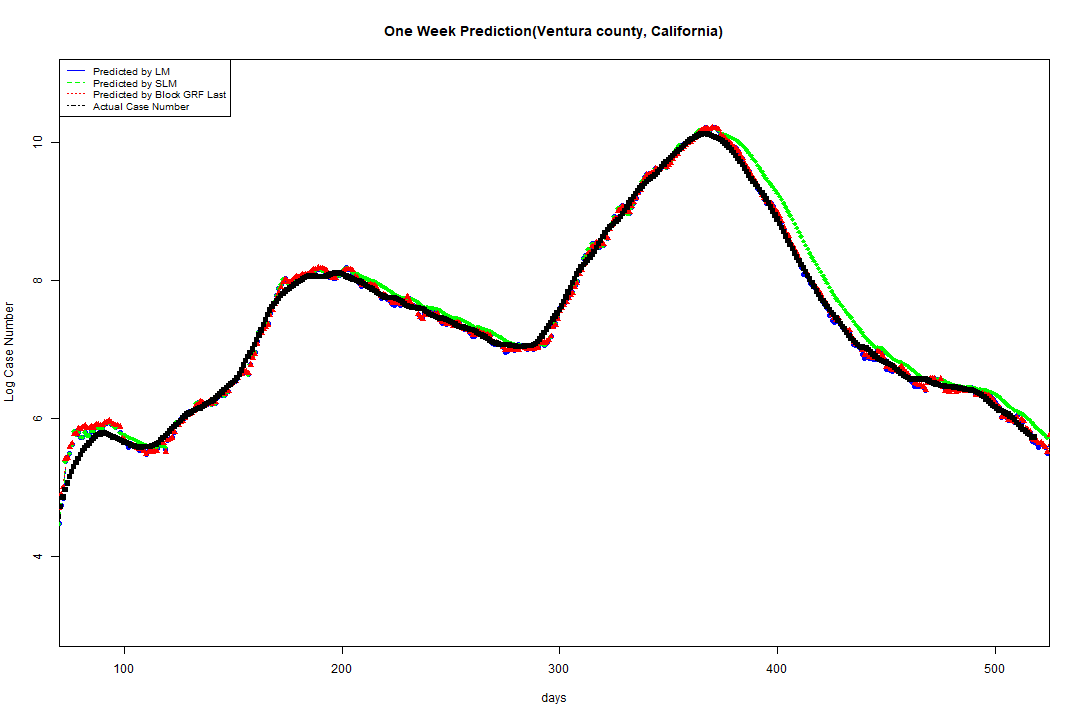 One Week Prediction(Ventura county, California)
Predicted by LM
Predicted by SLM
Predicted by Block GRF Last
Actual Case Number
10
8
6
4
Log Case Number
100 200 300 400 500
days